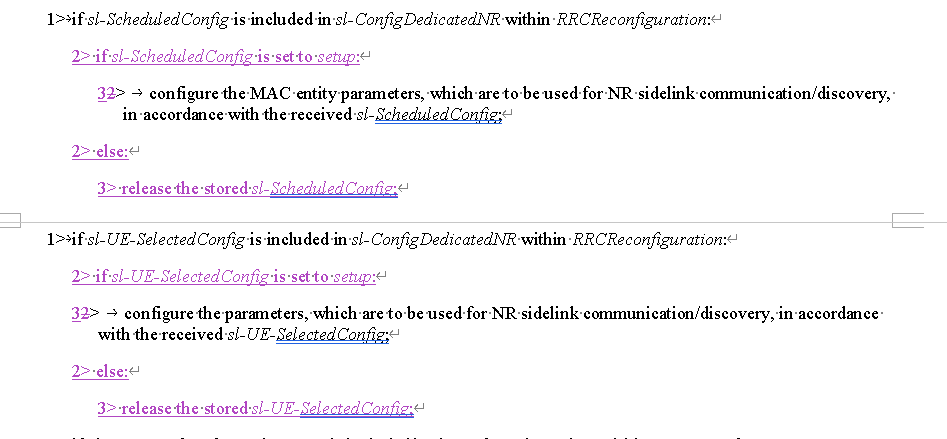 1> if sl-ScheduledConfig is included in sl-ConfigDedicatedNR within RRCReconfiguration:
2> if sl-ScheduledConfig is set to setup:
32> → configure the MAC entity parameters, which are to be used for NR sidelink communication/discovery,
in accordance with the received sl-ScheduledConfig;
2> else:
3> release the stored sl-ScheduledConfig;
1> if sl-UE-SelectedConfig is included in sl-ConfigDedicatedNR within RRCReconfiguration:
2> if sl-UE-SelectedConfig is set to setup:
32> → configure the parameters, which are to be used for NR sidelink communication/discovery, in accordance
with the received sl-UE-SelectedConfig;
2> else:
3> release the stored sl-UE-SelectedConfig;